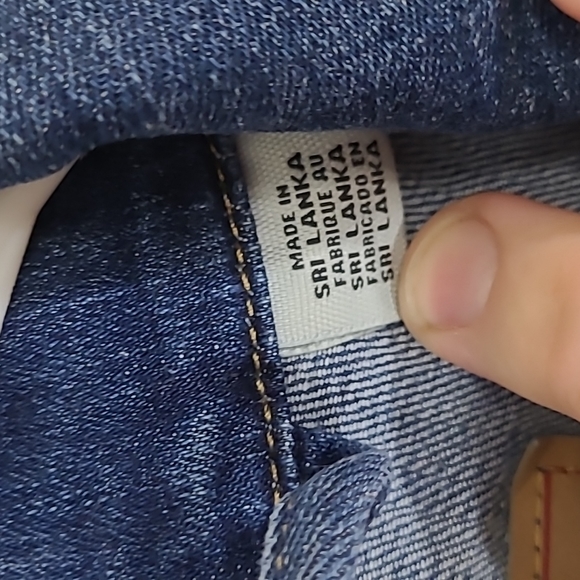 MADE IN
SRI LANKA
FABRIQUE AU
SRI LANKA
FABRICADO EN
SRI LANKA